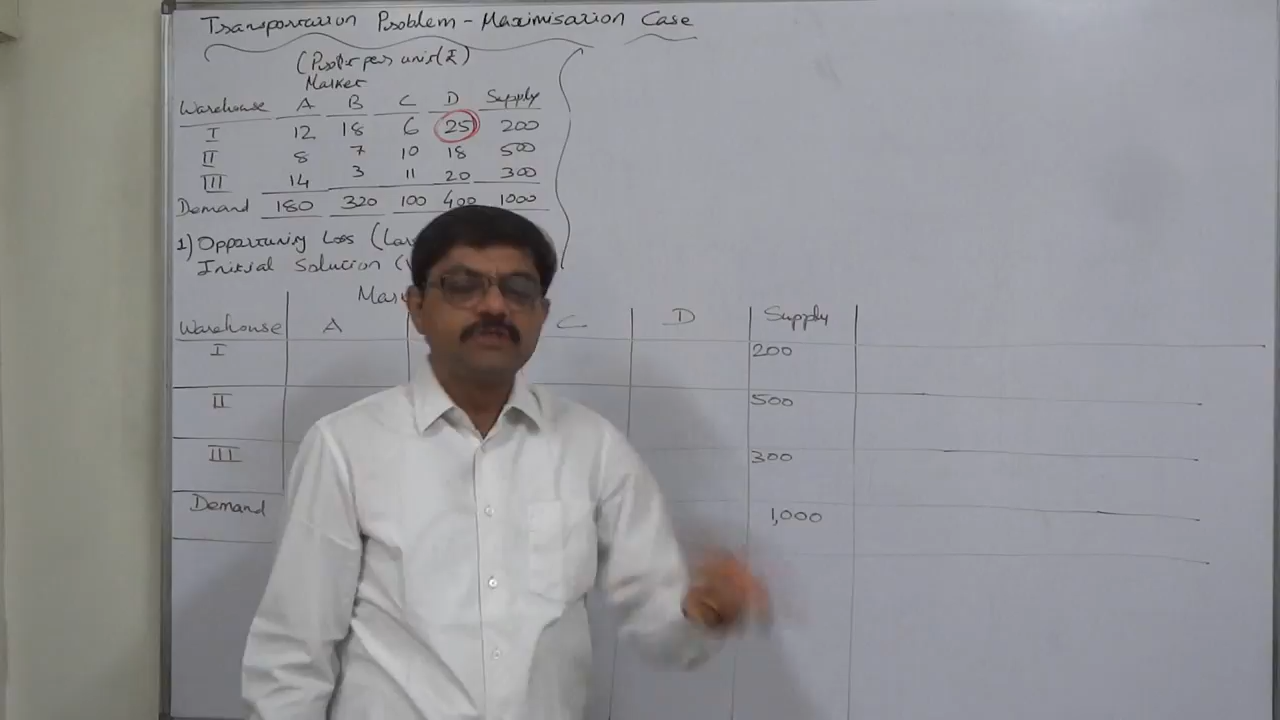 Transportation Problem - Maximisation Case
(Profit per unit (₹)
Market
Warehouse A B C D Supply
I 12 18 6 25 200
II 8 7 10 18 500
III 14 3 11 20 300
Demand 180 320 100 400 1000
1) Opportunity Loss
Initial Solution
Warehouse A C D Supply
I 200
II 500
III 300
Demand 1,000